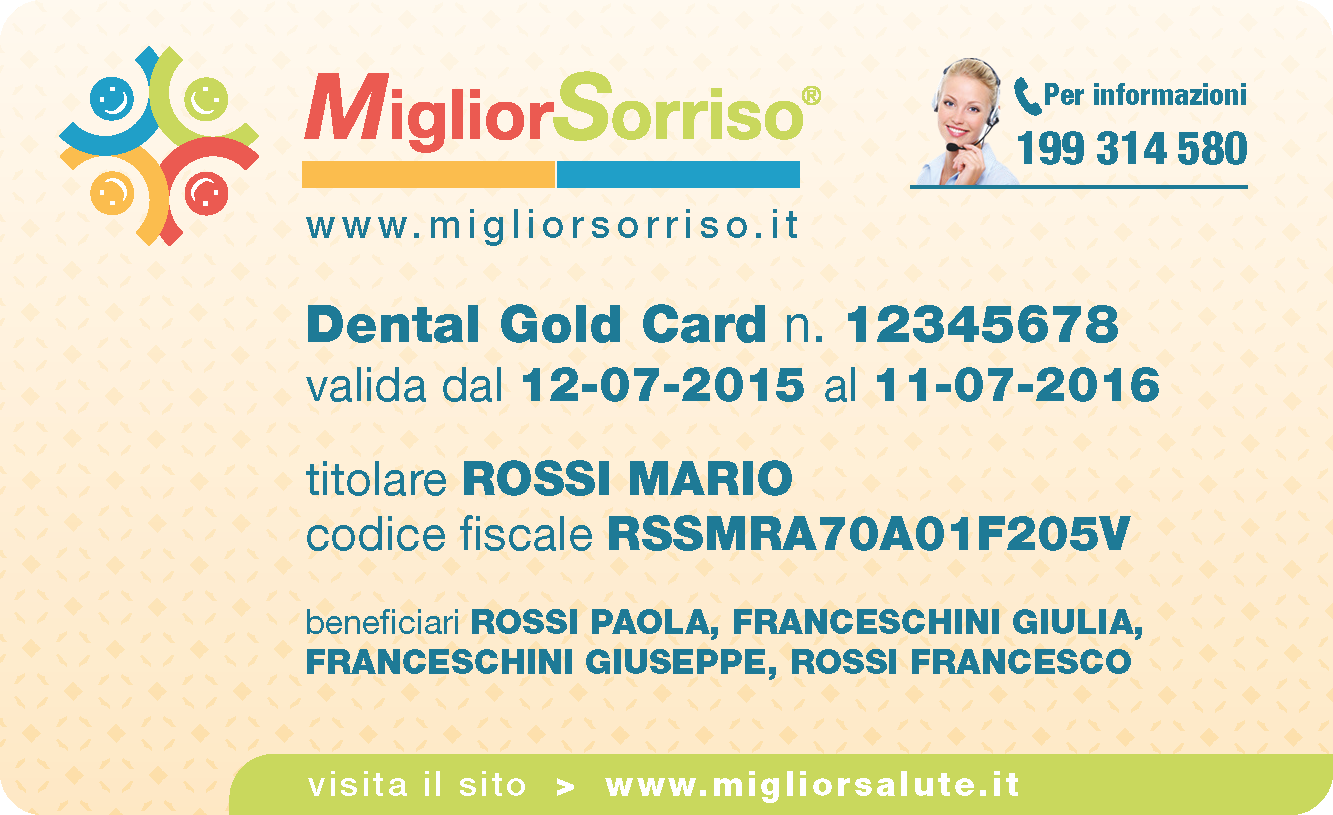 MigliorSorriso®
www.migliorsorriso.it
Per informazioni
199 314 580
Dental Gold Card n. 12345678
valida dal 12-07-2015 al 11-07-2016
titolare ROSSI MARIO
codice fiscale RSSMRA70A01F205V
beneficiari ROSSI PAOLA, FRANCESCHINI GIULIA,
FRANCESCHINI GIUSEPPE, ROSSI FRANCESCO
visita il sito > www.migliorsalute.it